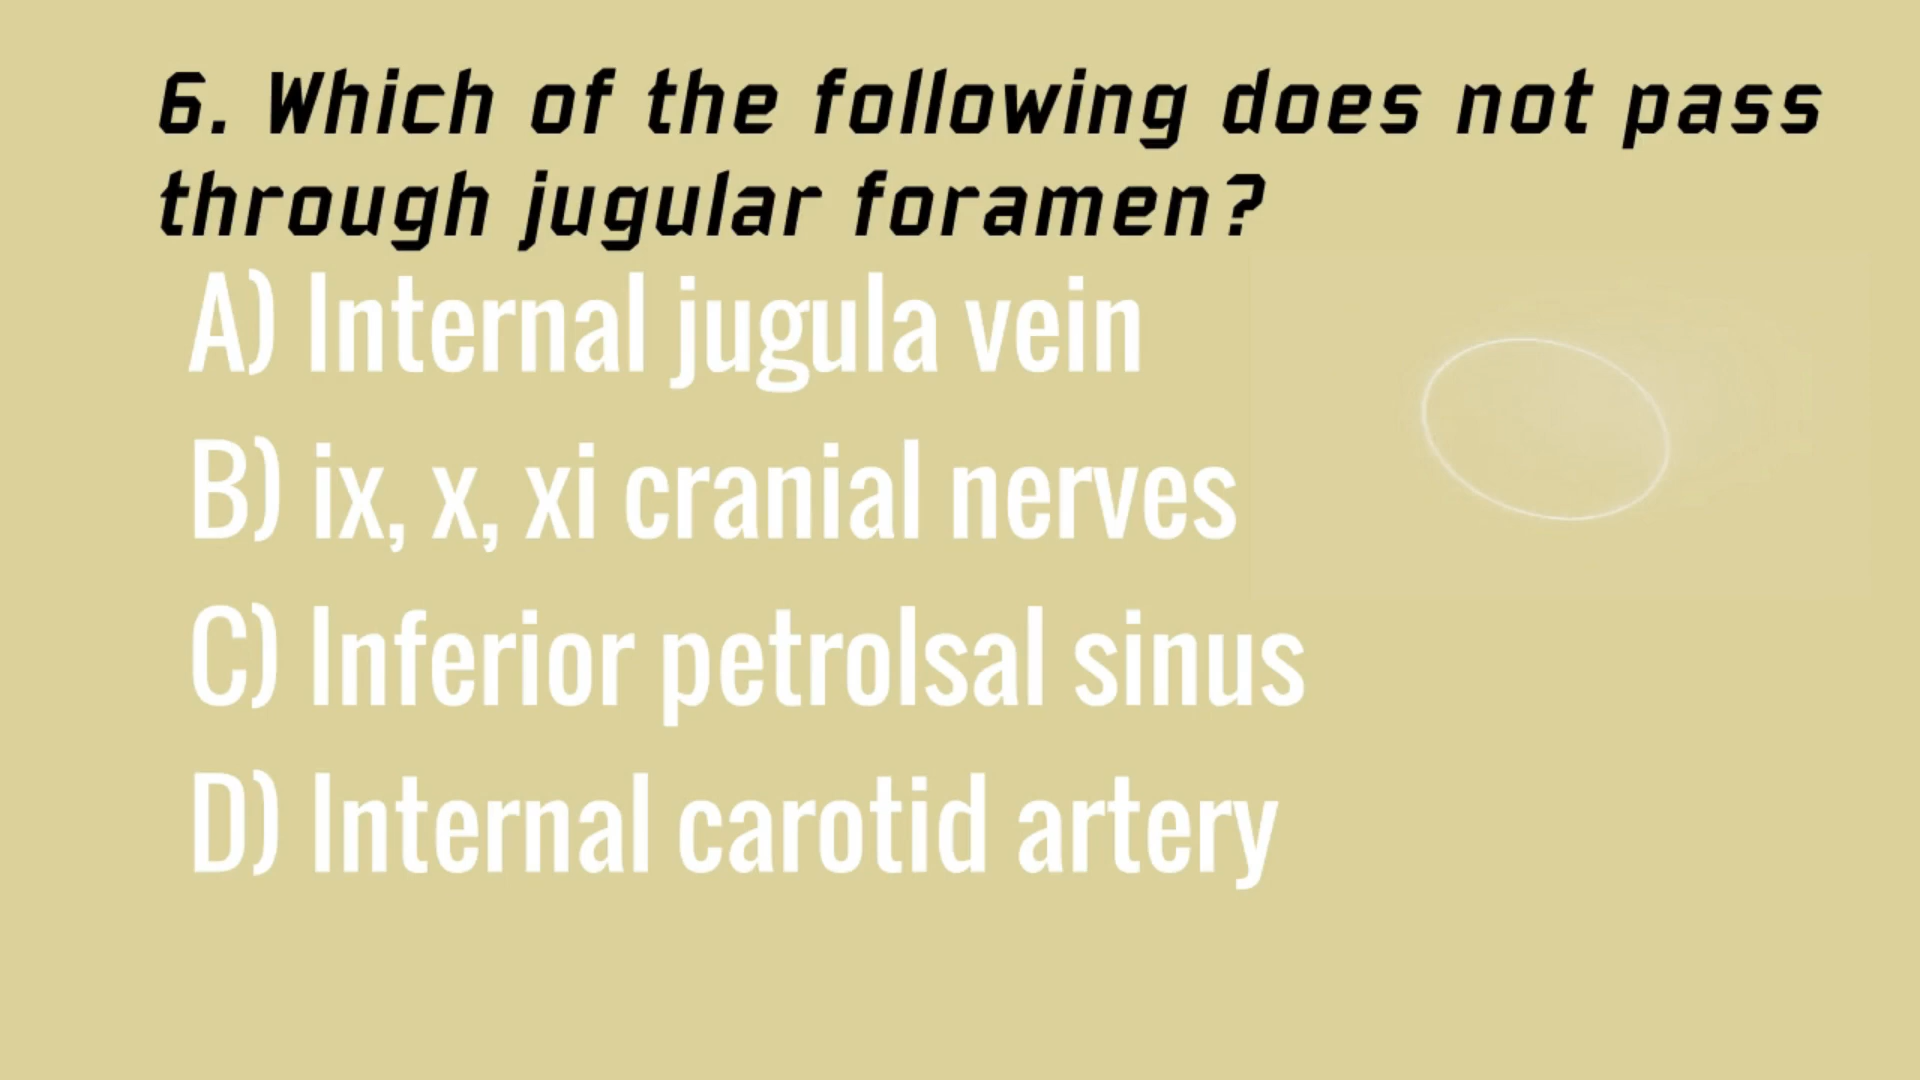 6. Which of the following does not pass
through jugular foramen?
A) Internal jugula vein
B) ix, x, xi cranial nerves
C) Inferior petrolsal sinus
D) Internal carotid artery